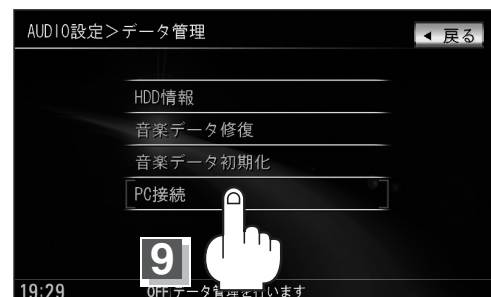 AUDIO設定＞データ管理
戻る
HDD情報
音楽データ修復
音楽データ初期化
PC接続
9
19:29
OFF データ管理を行います